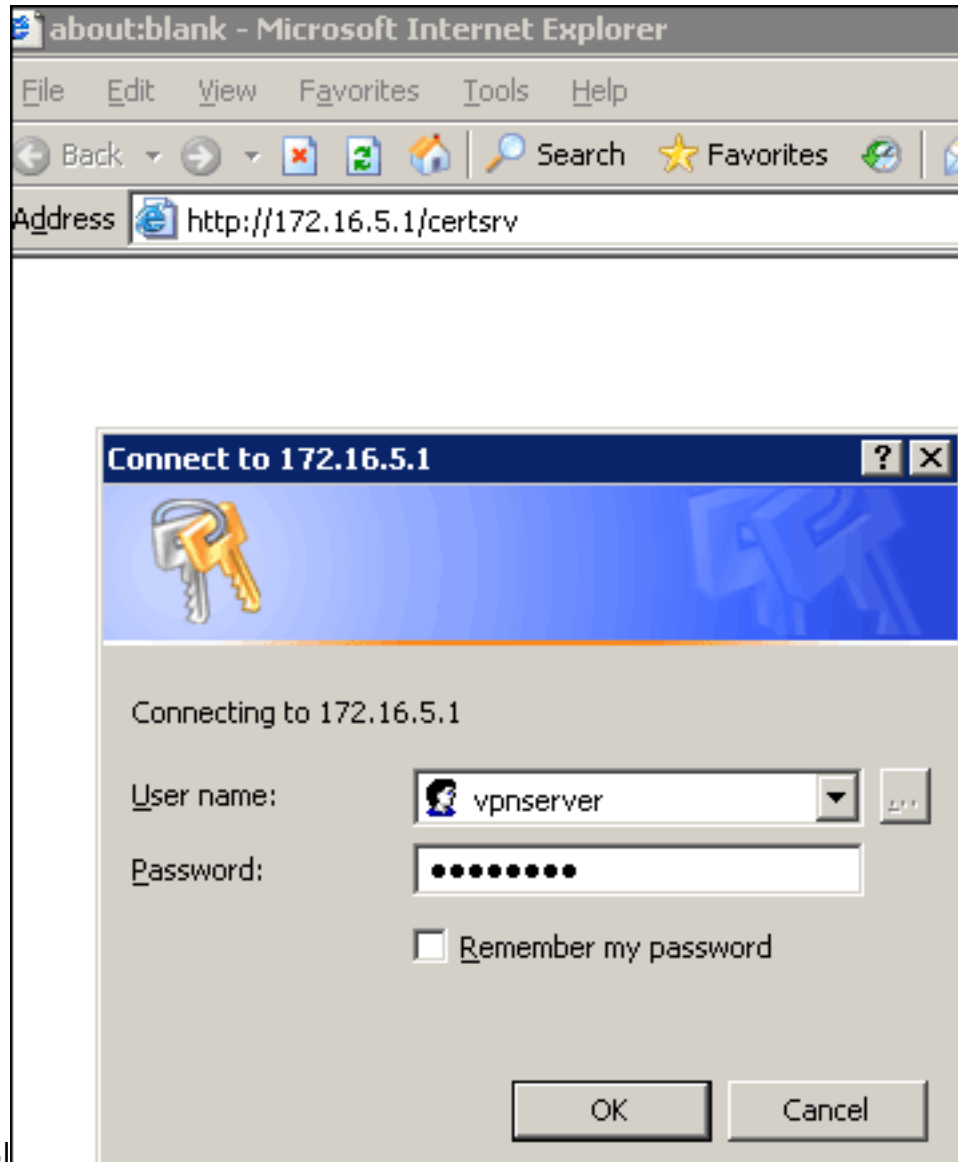 about:blank - Microsoft Internet Explorer
File Edit View Favorites Tools Help
Back Search Favorites
Address http://172.16.5.1/certsrv
Connect to 172.16.5.1
Connecting to 172.16.5.1
User name: vpnserver
Password: ••••••••
Remember my password
OK Cancel